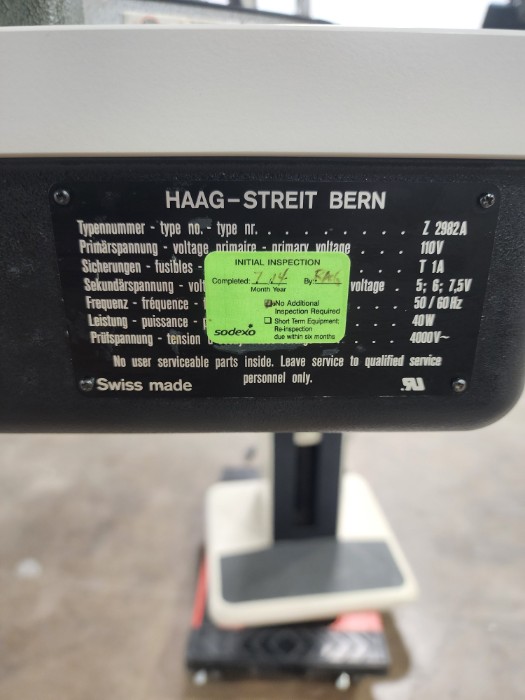 HAAG-STREIT BERN
Typennummer - type no. - type nr. . . . . . . . . . . . . Z 2982A
Primärspannung - voltage primaire - primary voltage 110V
Sicherungen - fusibles - . . . . T 1A
Sekundärspannung - vol voltage . 5; 6; 7,5V
Frequenz - fréquence - . . . . 50/60Hz
Leistung - puissance - . . . . 40W
Prüfspannung - tension . . . . 4000V~
No user serviceable parts inside. Leave service to qualified service
personnel only.
Swiss made
INITIAL INSPECTION
Completed: 7 14 By:
Month Year
No Additional
Inspection Required
Short Term Equipment:
Re-inspection
due within six months
sodexo